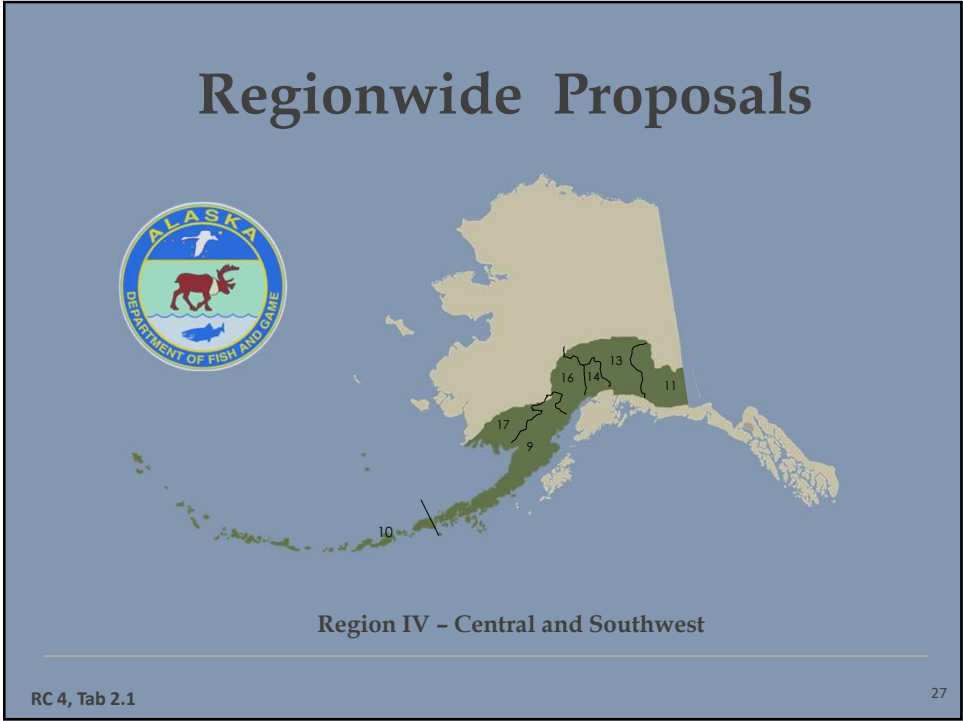 Regionwide Proposals
ALASKA
DEPARTMENT OF FISH AND GAME
13
16
14
11
17
9
10
Region IV – Central and Southwest
RC 4, Tab 2.1
27